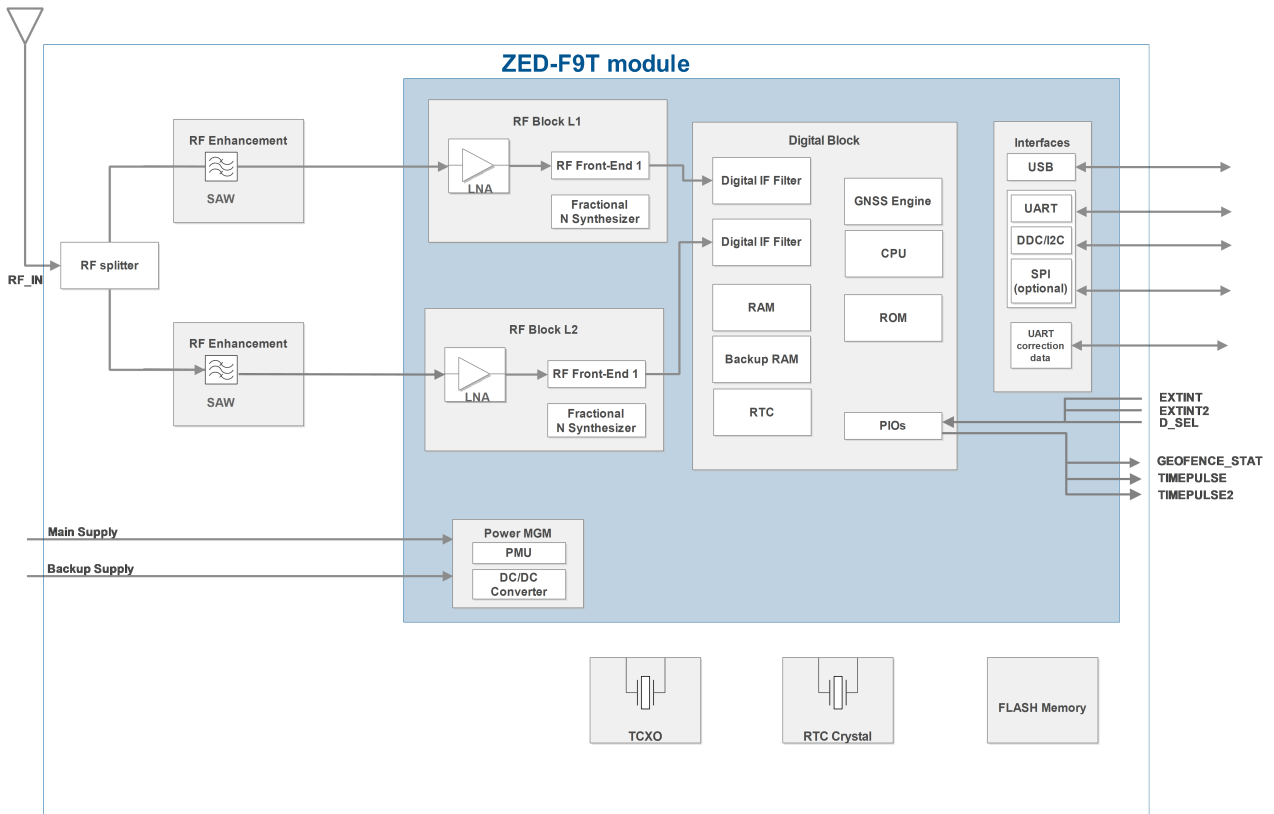 ZED-F9T module
RF_IN
RF splitter
RF Enhancement
SAW
RF Enhancement
SAW
RF Block L1
LNA
RF Front-End 1
Fractional
N Synthesizer
RF Block L2
LNA
RF Front-End 1
Fractional
N Synthesizer
Digital Block
Digital IF Filter
Digital IF Filter
RAM
Backup RAM
RTC
GNSS Engine
CPU
ROM
PIOs
Interfaces
USB
UART
DDC/I2C
SPI
(optional)
UART
correction
data
EXTINT
EXTINT2
D_SEL
GEOFENCE_STAT
TIMEPULSE
TIMEPULSE2
Main Supply
Backup Supply
Power MGM
PMU
DC/DC
Converter
TCXO
RTC Crystal
FLASH Memory